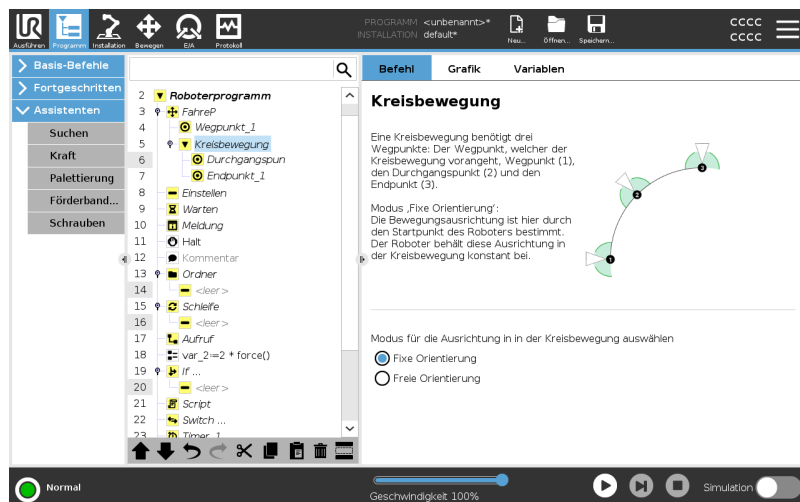 UR
Ausführen
Programm
Installation
Bewegen
E/A
Protokoll
PROGRAMM <unbenannt>*
INSTALLATION default*
Neu...
Öffnen...
Speichern...
CCCC
CCCC
Basis-Befehle
Fortgeschritten
Assistenten
Suchen
Kraft
Palettierung
Förderband...
Schrauben
2 Roboterprogramm
3 FahreP
4 Wegpunkt_1
5 Kreisbewegung
6 Durchgangspun
7 Endpunkt_1
8 Einstellen
9 Warten
10 Meldung
11 Halt
12 Kommentar
13 Ordner
14 <leer>
15 Schleife
16 <leer>
17 Aufruf
18 var_2:=2 * force()
19 If ...
20 <leer>
21 Script
22 Switch ...
23 Timer_1
Befehl
Grafik
Variablen
Kreisbewegung
Eine Kreisbewegung benötigt drei
Wegpunkte: Der Wegpunkt, welcher der
Kreisbewegung vorangeht, Wegpunkt (1),
den Durchgangspunkt (2) und den
Endpunkt (3).
Modus ‚Fixe Orientierung‘:
Die Bewegungsausrichtung ist hier durch
den Startpunkt des Roboters bestimmt.
Der Roboter behält diese Ausrichtung in
der Kreisbewegung konstant bei.
1
2
3
Modus für die Ausrichtung in in der Kreisbewegung auswählen
Fixe Orientierung
Freie Orientierung
Normal
Geschwindigkeit 100%
Simulation